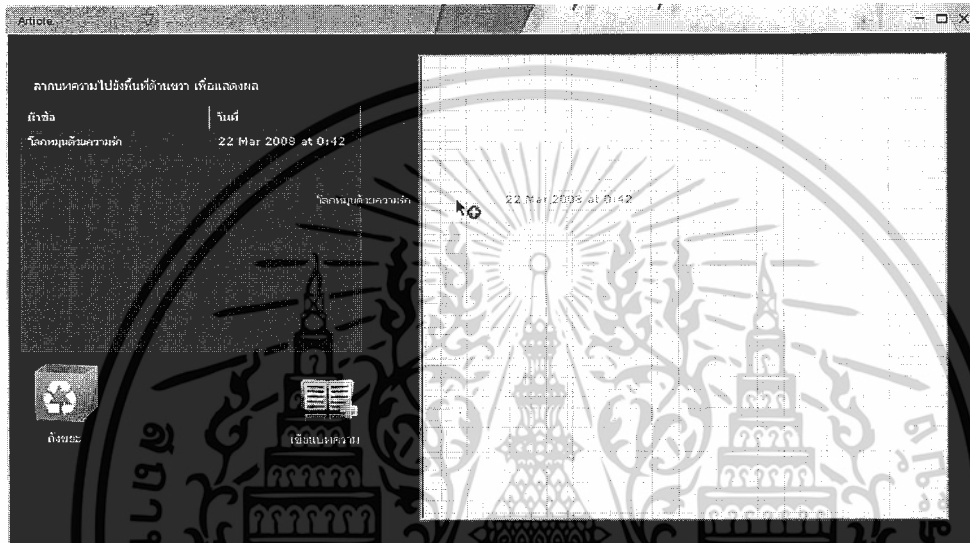 Article
ลากบทความไปยังพื้นที่ด้านขวา เพื่อแสดงผล
หัวข้อ วันที่
โลกหมุนด้วยความรัก 22 Mar 2008 at 0:42
โลกหมุนด้วยความรัก 22 Mar 2008 at 0:42
ถังขยะ
เขียนบทความ